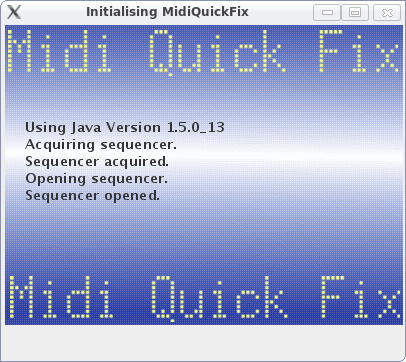 Initialising MidiQuickFix
Midi Quick Fix
Using Java Version 1.5.0_13
Acquiring sequencer.
Sequencer acquired.
Opening sequencer.
Sequencer opened.
Midi Quick Fix